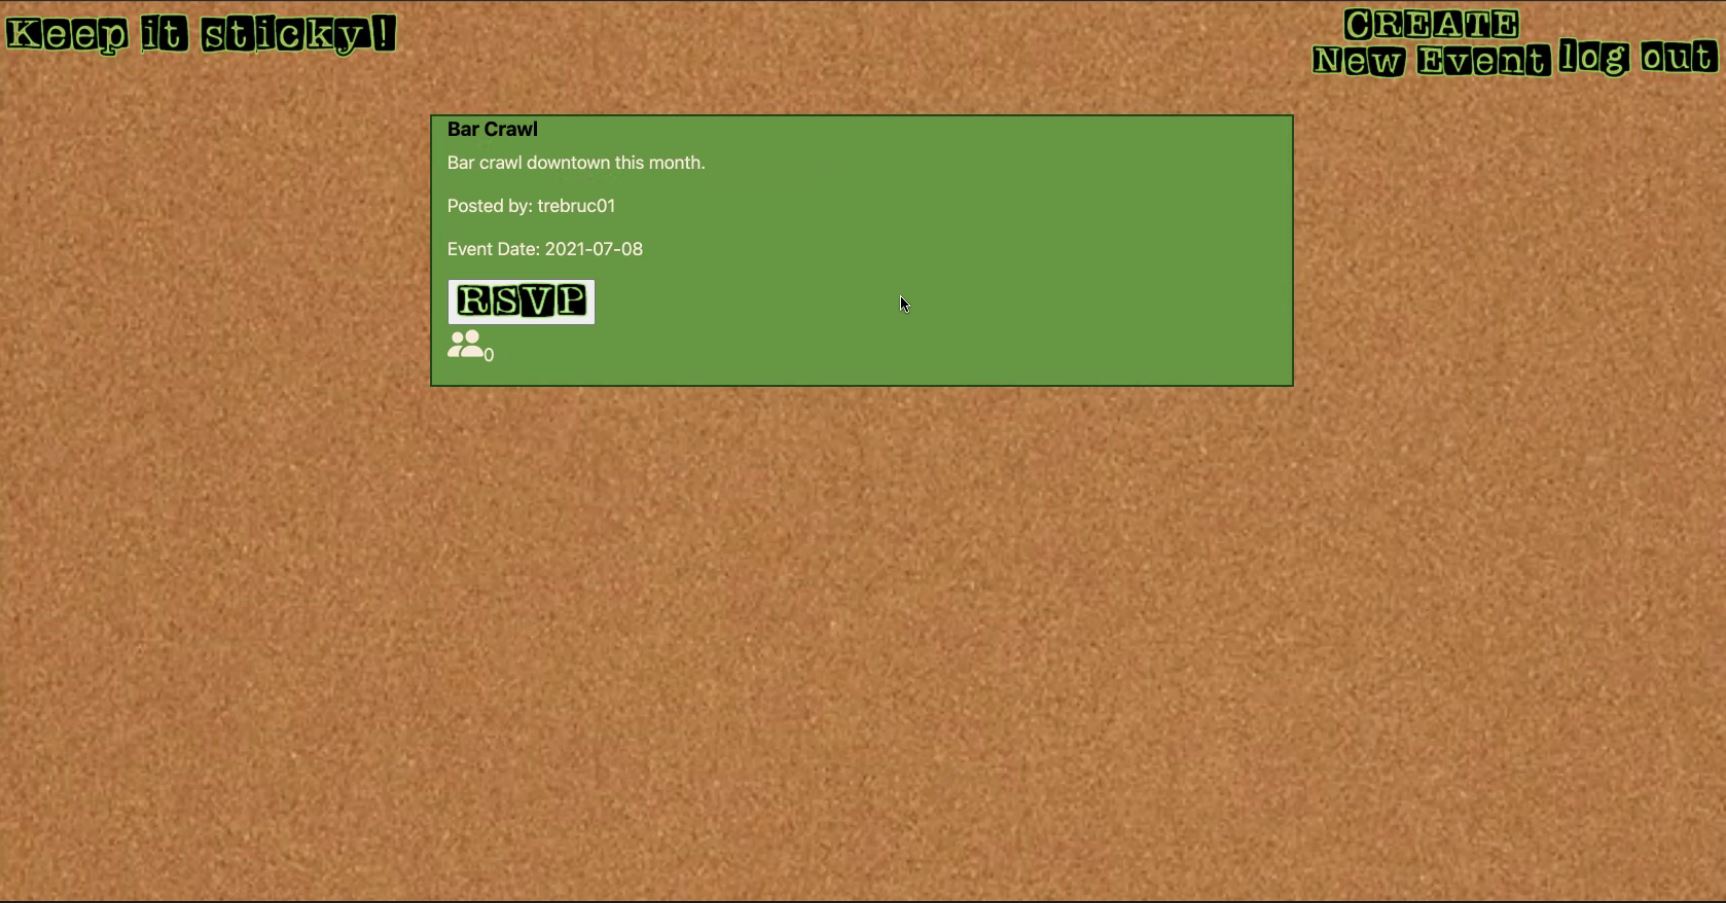 Keep it sticky!
CREATE
New Event
log out
Bar Crawl
Bar crawl downtown this month.
Posted by: trebruc01
Event Date: 2021-07-08
RSVP
0